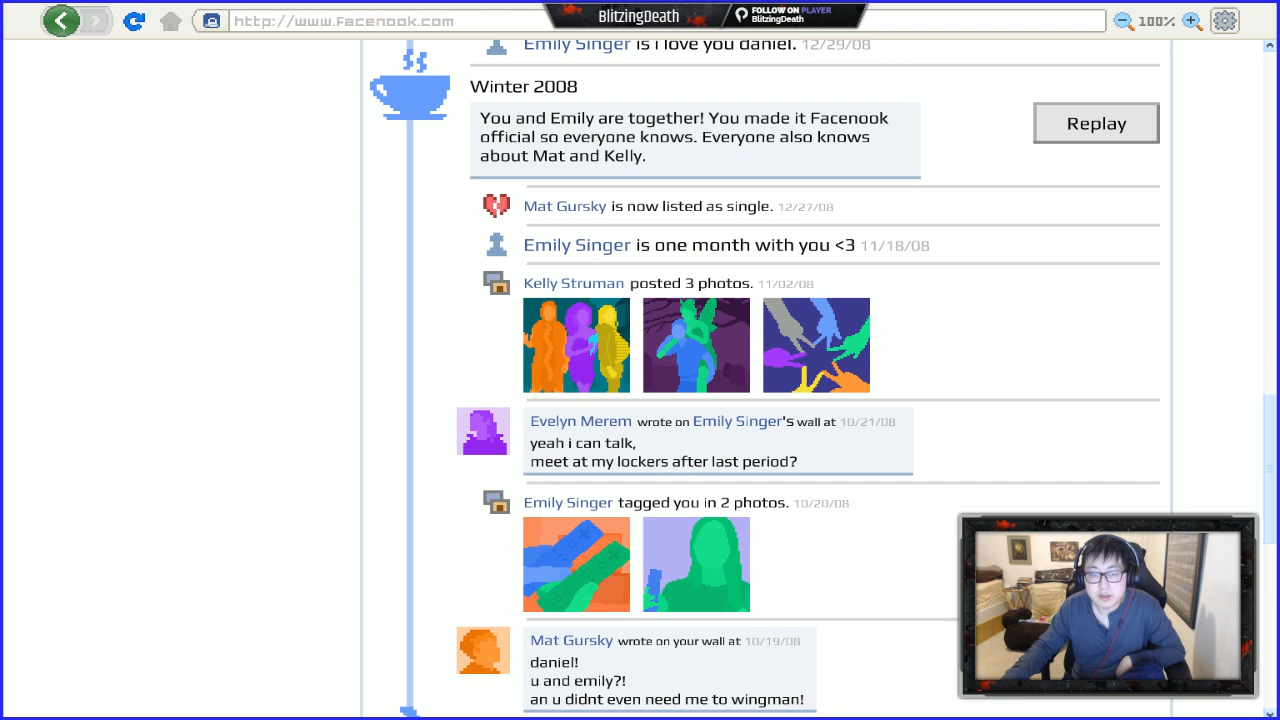 http://www.Facenook.com
BlitzingDeath
FOLLOW ON PLAYER
BlitzingDeath
100%
Emily Singer is i love you daniel. 12/29/08
Winter 2008
You and Emily are together! You made it Facenook
official so everyone knows. Everyone also knows
about Mat and Kelly.
Replay
Mat Gursky is now listed as single. 12/27/08
Emily Singer is one month with you <3 11/18/08
Kelly Struman posted 3 photos. 11/02/08
Evelyn Merem wrote on Emily Singer's wall at 10/21/08
yeah i can talk,
meet at my lockers after last period?
Emily Singer tagged you in 2 photos. 10/20/08
Mat Gursky wrote on your wall at 10/19/08
daniel!
u and emily?!
an u didnt even need me to wingman!